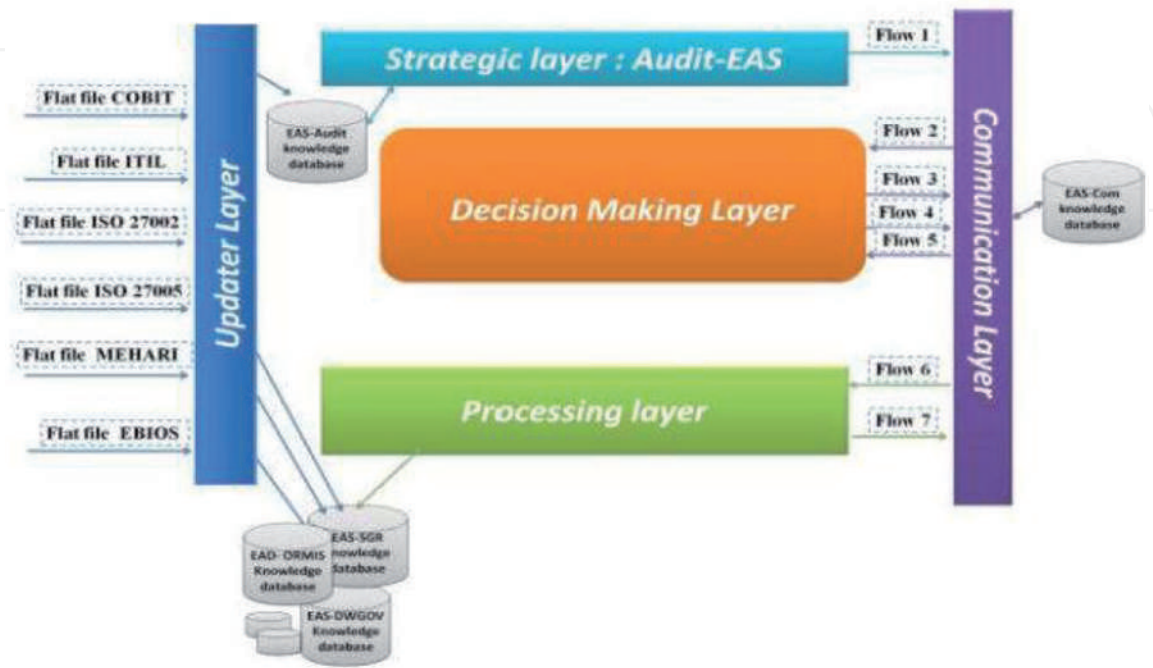 Flat file COBIT
Flat file ITIL
Flat file ISO 27002
Flat file ISO 27005
Flat file MEHARI
Flat file EBIOS
Updater Layer
Strategic layer : Audit-EAS
EAS-Audit
knowledge
database
Decision Making Layer
Processing layer
Flow 1
Flow 2
Flow 3
Flow 4
Flow 5
Flow 6
Flow 7
Communication Layer
EAS-Com
knowledge
database
EAS-SGR
knowledge
database
EAD- ORMIS
Knowledge
database
EAS-DWGOV
Knowledge
database